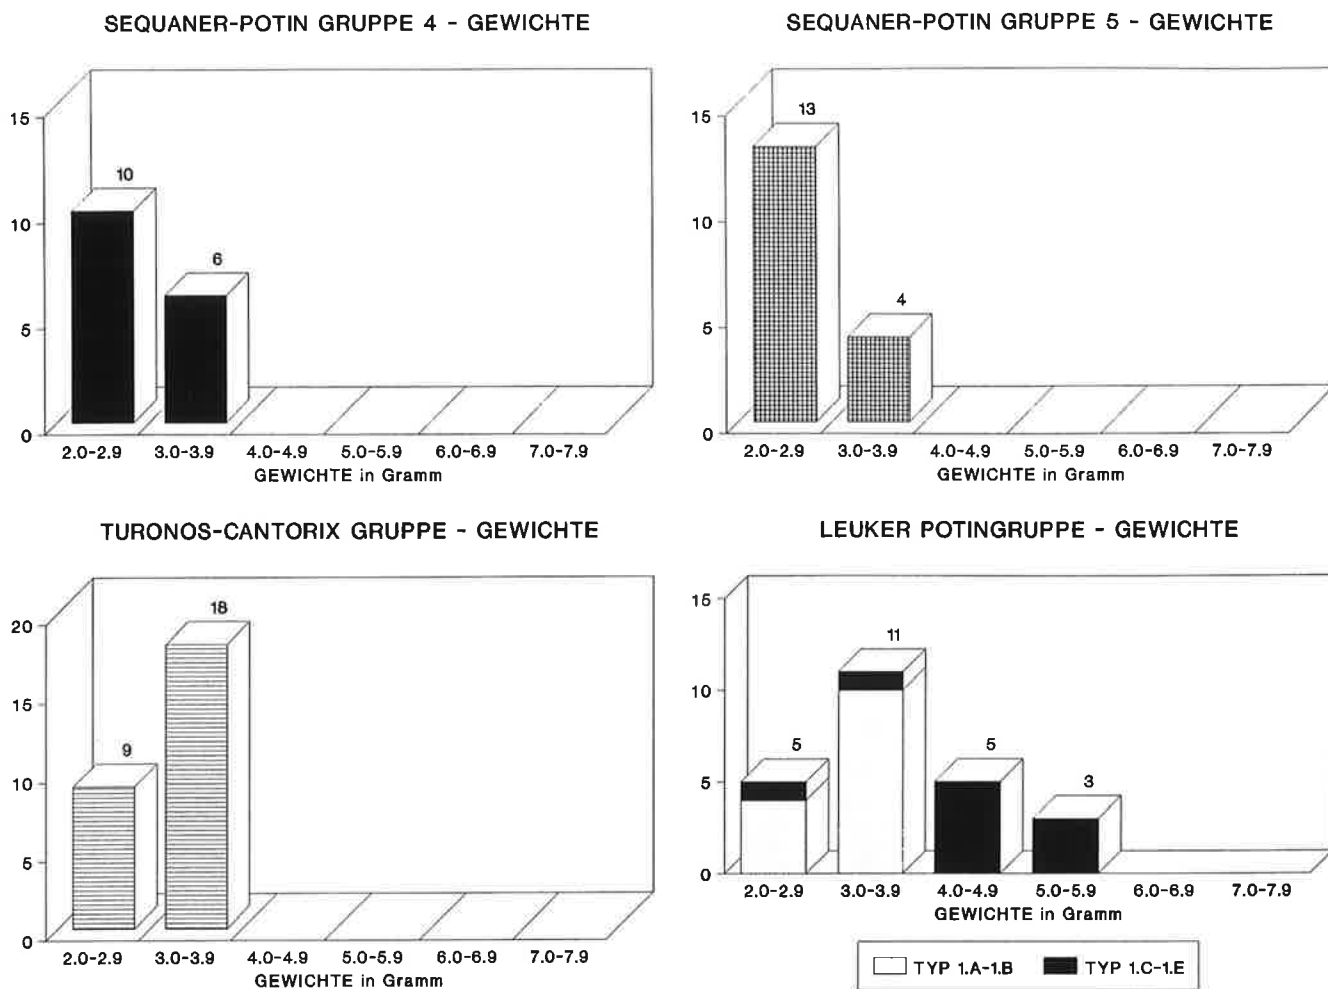 SEQUANER-POTIN GRUPPE 4 - GEWICHTE
15
10
5
0
10
6
2.0-2.9 3.0-3.9 4.0-4.9 5.0-5.9 6.0-6.9 7.0-7.9
GEWICHTE in Gramm
SEQUANER-POTIN GRUPPE 5 - GEWICHTE
15
10
5
0
13
4
2.0-2.9 3.0-3.9 4.0-4.9 5.0-5.9 6.0-6.9 7.0-7.9
GEWICHTE in Gramm
TURONOS-CANTORIX GRUPPE - GEWICHTE
20
15
10
5
0
9
18
2.0-2.9 3.0-3.9 4.0-4.9 5.0-5.9 6.0-6.9 7.0-7.9
LEUKER POTINGRUPPE - GEWICHTE
15
10
5
0
5
11
5
3
2.0-2.9 3.0-3.9 4.0-4.9 5.0-5.9 6.0-6.9 7.0-7.9
GEWICHTE in Gramm
TYP 1.A-1.B TYP 1.C-1.E